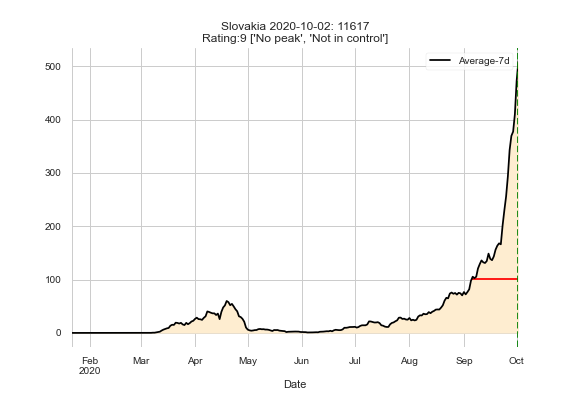 Slovakia 2020-10-02: 11617
Rating:9 ['No peak', 'Not in control']
Average-7d
500
400
300
200
100
0
Feb Mar Apr May Jun Jul Aug Sep Oct
2020
Date